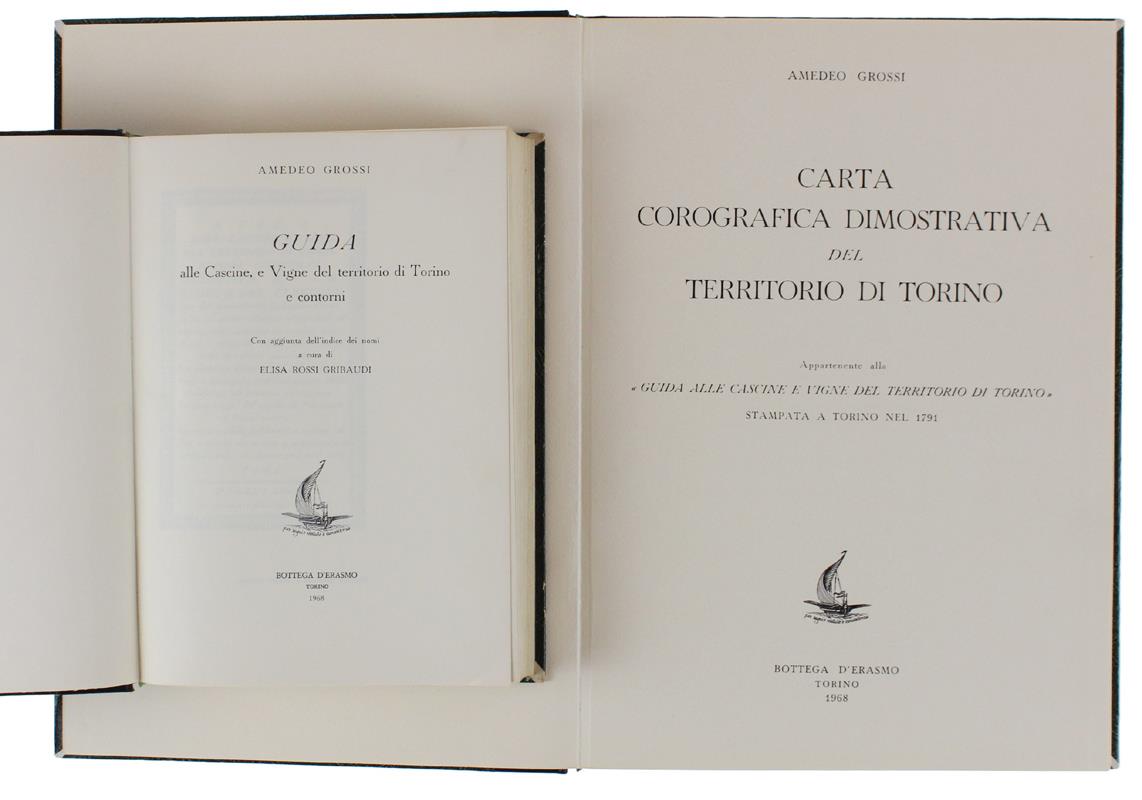 AMEDEO GROSSI
GUIDA
alle Cascine, e Vigne del territorio di Torino
e contorni
Con aggiunta dell'indice dei nomi
a cura di
ELISA ROSSI GRIBAUDI
BOTTEGA D'ERASMO
TORINO
1968
AMEDEO GROSSI
CARTA
COROGRAFICA DIMOSTRATIVA
DEL
TERRITORIO DI TORINO
Appartenente alla
« GUIDA ALLE CASCINE E VIGNE DEL TERRITORIO DI TORINO»
STAMPATA A TORINO NEL 1791
BOTTEGA D'ERASMO
TORINO
1968